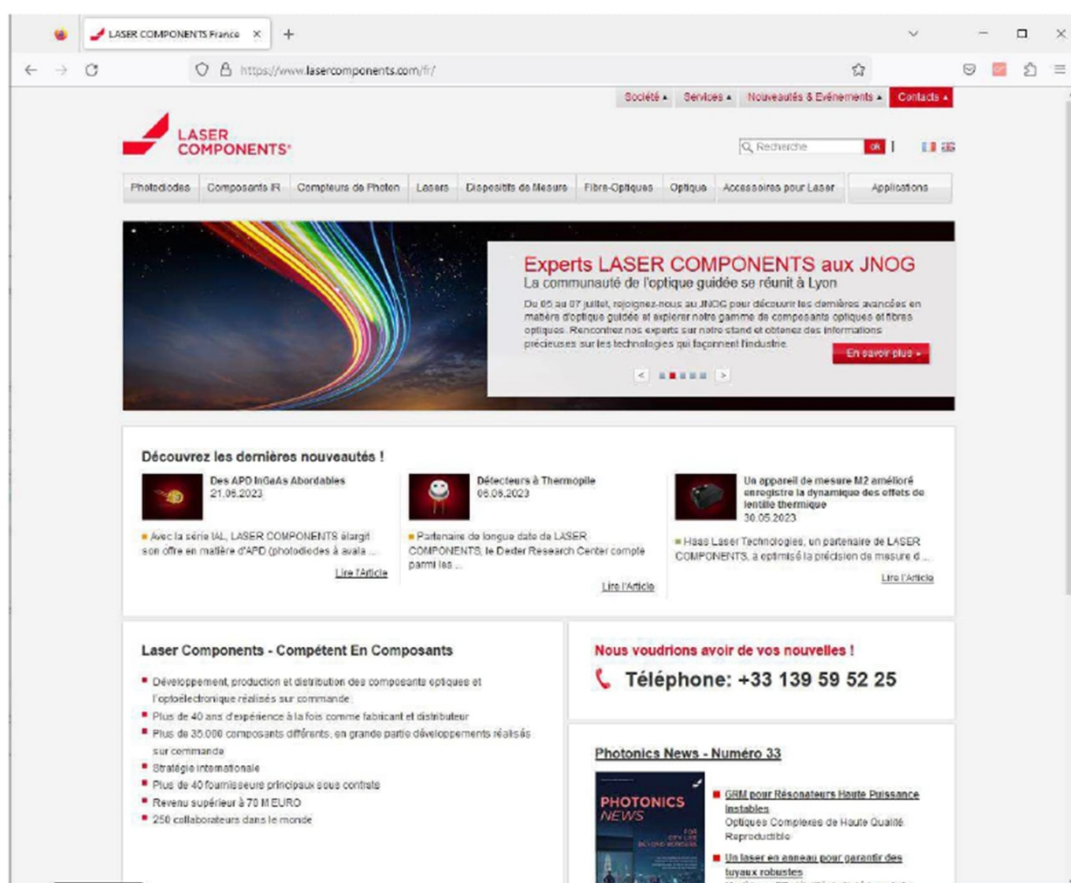 LASER COMPONENTS France
https://www.lasercomponents.com/fr/
Société Services Nouveautés & Evénements Contacts
LASER
COMPONENTS
Recherche ok
Photodiodes Composants IR Compteurs de Photon Lasers Dispositifs de Mesure Fibre-Optiques Optique Accessoires pour Laser Applications
Experts LASER COMPONENTS aux JNOG
La communauté de l'optique guidée se réunit à Lyon
Du 05 au 07 juillet, rejoignez-nous au JNOG pour découvrir les dernières avancées en
matière d'optique guidée et explorer notre gamme de composants optiques et fibres
optiques. Rencontrez nos experts sur notre stand et obtenez des informations
précieuses sur les technologies qui façonnent l'industrie.
En savoir plus
Découvrez les dernières nouveautés !
Des APD InGaAs Abordables
21.06.2023
Avec la série IAL, LASER COMPONENTS élargit
son offre en matière d'APD (photodiodes à avala ...
Lire l'Article
Détecteurs à Thermopile
06.06.2023
Partenaire de longue date de LASER
COMPONENTS, le Dexter Research Center compte
parmi les ...
Lire l'Article
Un appareil de mesure M2 amélioré
enregistre la dynamique des effets de
lentille thermique
30.05.2023
Haas Laser Technologies, un partenaire de LASER
COMPONENTS, a optimisé la précision de mesure d ...
Lire l'Article
Laser Components - Compétent En Composants
Développement, production et distribution des composants optiques et
l'optoélectronique réalisés sur commande
Plus de 40 ans d'expérience à la fois comme fabricant et distributeur
Plus de 35.000 composants différents, en grande partie développements réalisés
sur commande
Stratégie internationale
Plus de 40 fournisseurs principaux sous contrats
Revenu supérieur à 70 M EURO
250 collaborateurs dans le monde
Nous voudrions avoir de vos nouvelles !
Téléphone: +33 139 59 52 25
Photonics News - Numéro 33
PHOTONICS
NEWS
GRM pour Résonateurs Haute Puissance
Instables
Optiques Complexes de Haute Qualité
Reproductible
Un laser en anneau pour garantir des
tuyaux robustes